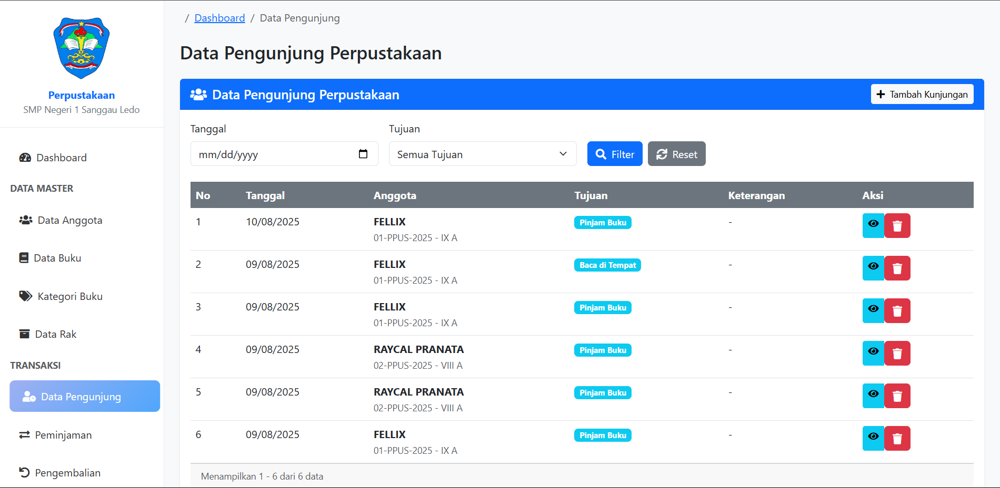 Perpustakaan
SMP Negeri 1 Sanggau Ledo
Dashboard
DATA MASTER
Data Anggota
Data Buku
Kategori Buku
Data Rak
TRANSAKSI
Data Pengunjung
Peminjaman
Pengembalian
/ Dashboard / Data Pengunjung
Data Pengunjung Perpustakaan
Data Pengunjung Perpustakaan
Tambah Kunjungan
Tanggal Tujuan
mm/dd/yyyy Semua Tujuan Filter Reset
No Tanggal Anggota Tujuan Keterangan Aksi
1 10/08/2025 FELLIX Pinjam Buku -
01-PPUS-2025 - IX A
2 09/08/2025 FELLIX Baca di Tempat -
01-PPUS-2025 - IX A
3 09/08/2025 FELLIX Pinjam Buku -
01-PPUS-2025 - IX A
4 09/08/2025 RAYCAL PRANATA Pinjam Buku -
02-PPUS-2025 - VIII A
5 09/08/2025 RAYCAL PRANATA Pinjam Buku -
02-PPUS-2025 - VIII A
6 09/08/2025 FELLIX Pinjam Buku -
01-PPUS-2025 - IX A
Menampilkan 1 - 6 dari 6 data